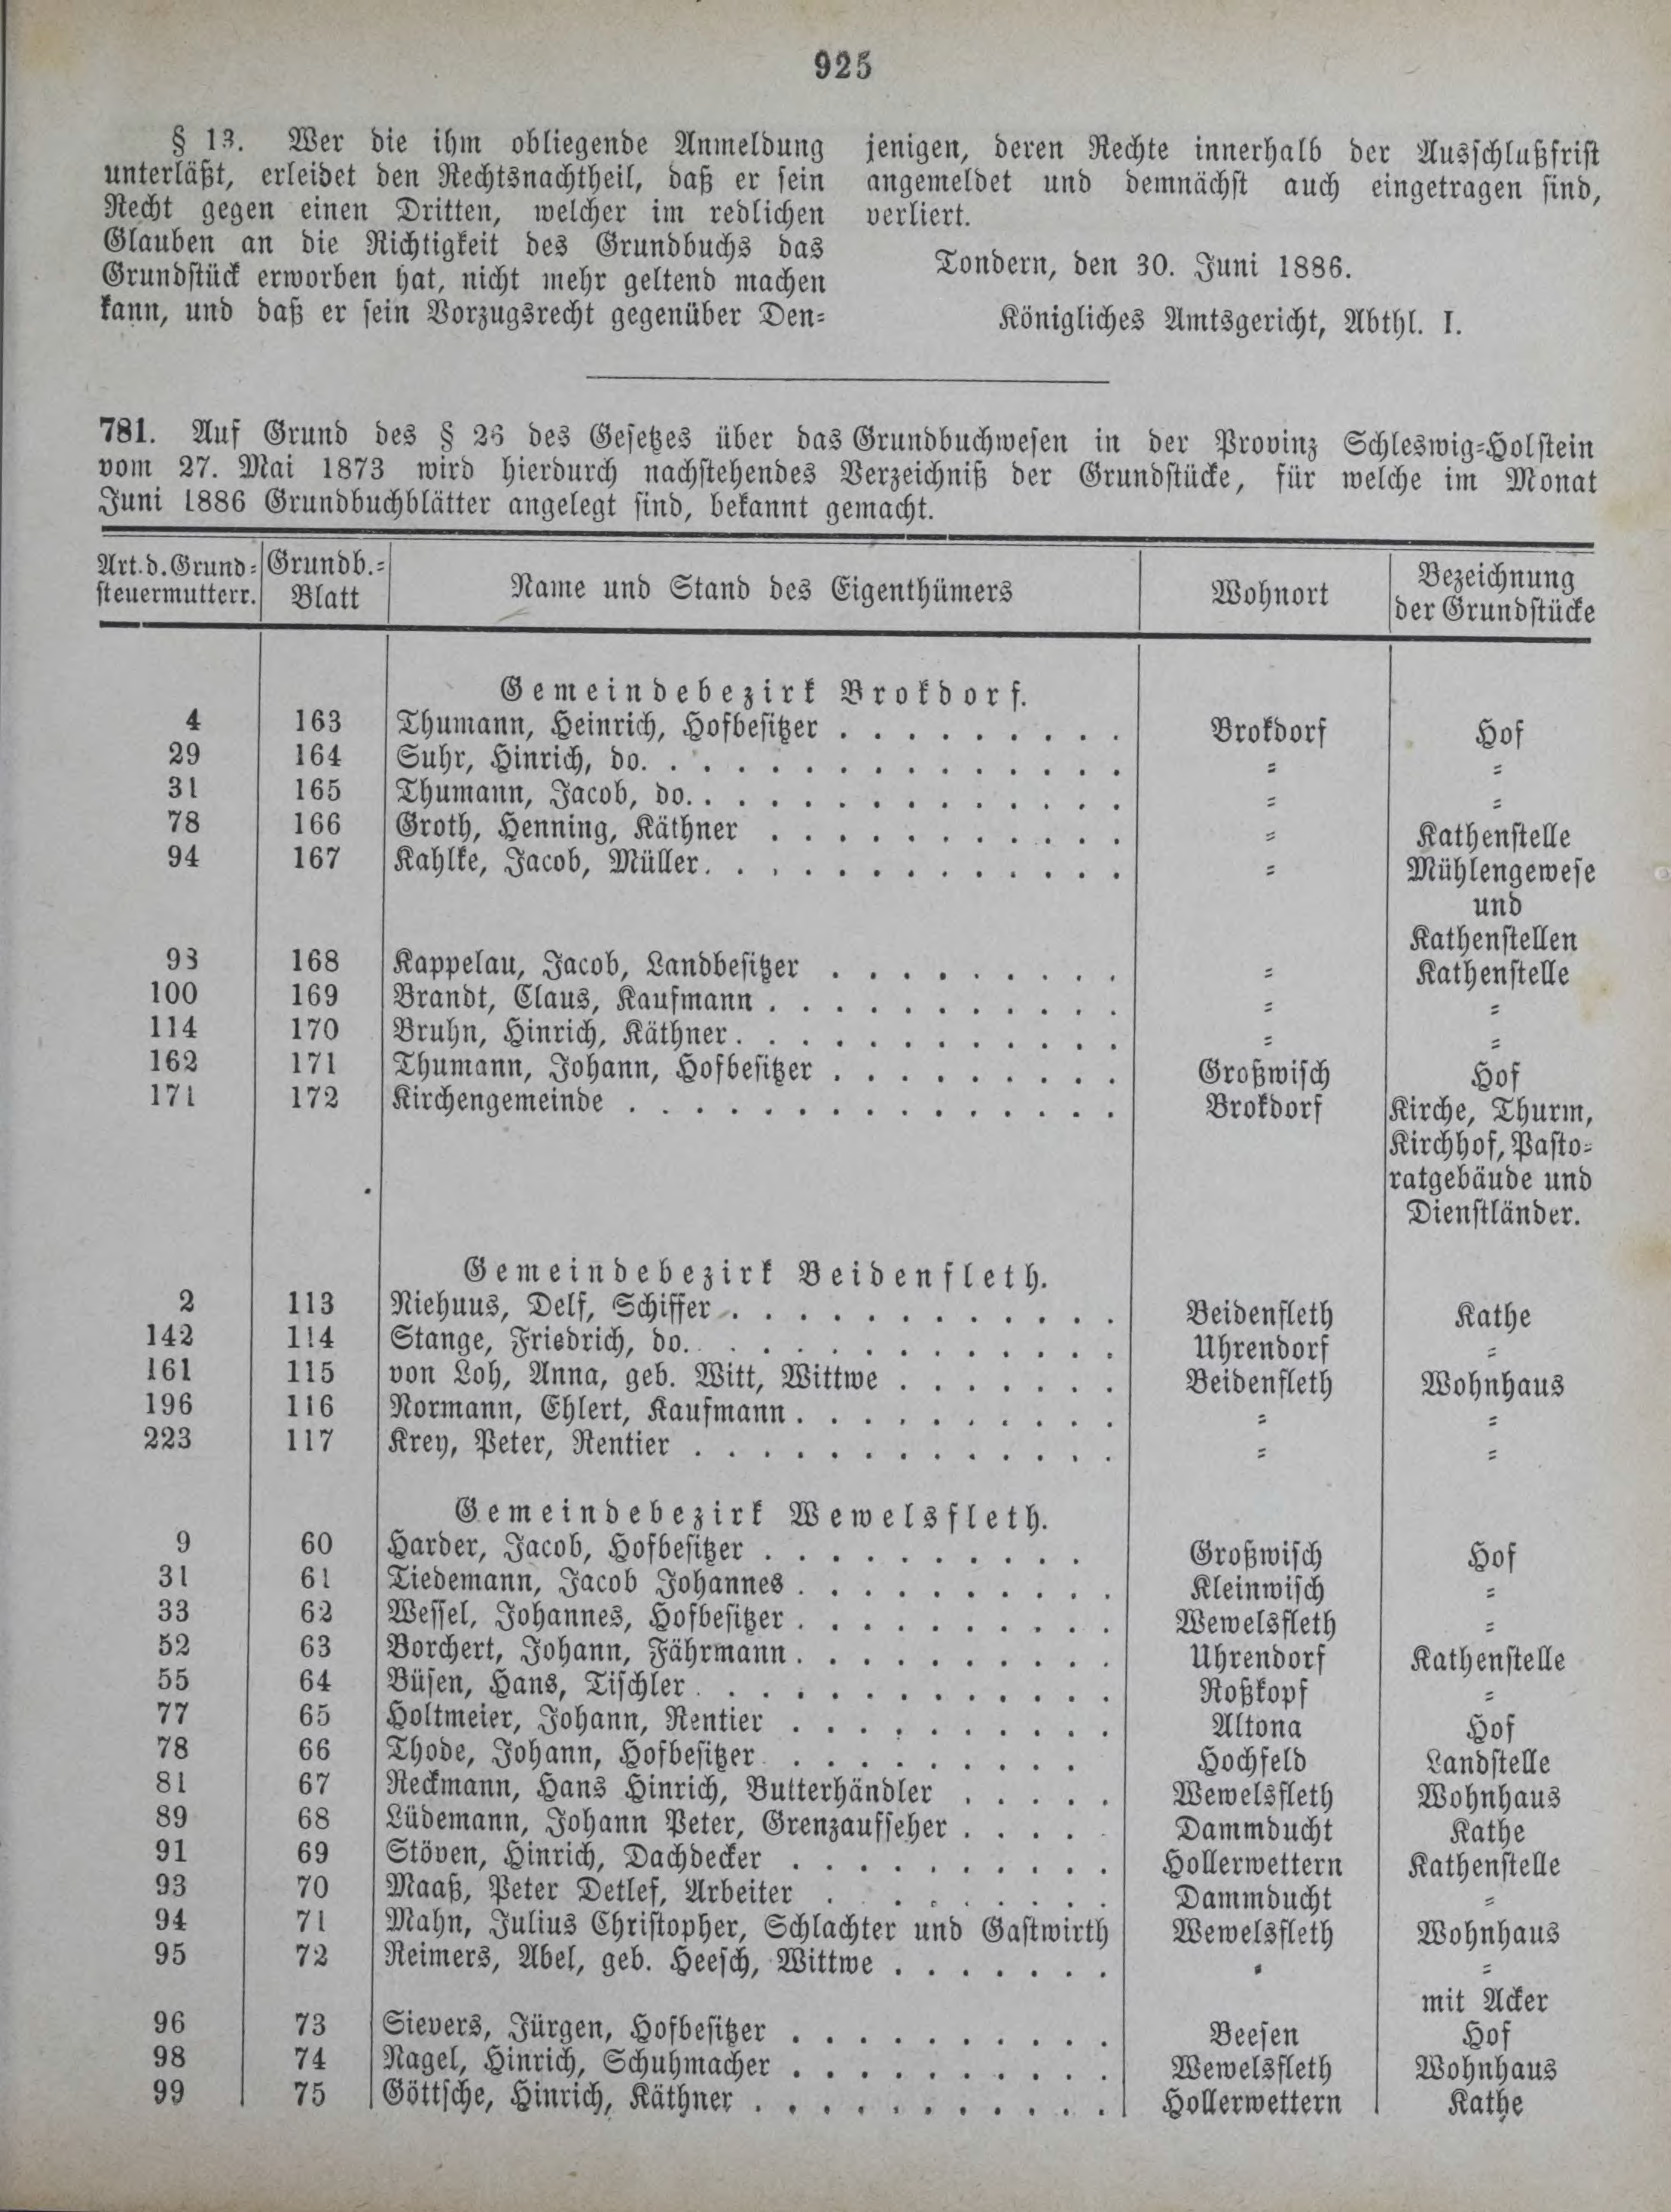 925
§ 13. Wer die ihm obliegende Anmeldung
unterläßt, erleidet den Rechtsnachtheil, daß er sein
Recht gegen einen Dritten, welcher im redlichen
Glauben an die Richtigkeit des Grundbuchs das
Grundstück erworben hat, nicht mehr geltend machen
kann, und daß er sein Vorzugsrecht gegenüber Den-
jenigen, deren Rechte innerhalb der Ausschlußfrist
angemeldet und demnächst auch eingetragen sind,
verliert.
Tondern, den 30. Juni 1886.
Königliches Amtsgericht, Abthl. I.
781. Auf Grund des § 26 des Gesetzes über das Grundbuchwesen in der Provinz Schleswig-Holstein
vom 27. Mai 1873 wird hierdurch nachstehendes Verzeichniß der Grundstücke, für welche im Monat
Juni 1886 Grundbuchblätter angelegt sind, bekannt gemacht.
Art. d. Grund- Grundb.- Name und Stand des Eigenthümers Wohnort Bezeichnung
steuermutterr. Blatt der Grundstücke
Gemeindebezirk Brokdorf.
4 163 Thumann, Heinrich, Hofbesitzer . . . . . . . . . Brokdorf Hof
29 164 Suhr, Hinrich, do. . . . . . . . . . . . . . . = =
31 165 Thumann, Jacob, do. . . . . . . . . . . . . . = =
78 166 Groth, Henning, Käthner . . . . . . . . . . . = Kathenstelle
94 167 Kahlke, Jacob, Müller. . . . . . . . . . . . . = Mühlengewese
und
Kathenstellen
93 168 Kappelau, Jacob, Landbesitzer . . . . . . . . . = Kathenstelle
100 169 Brandt, Claus, Kaufmann . . . . . . . . . . . = =
114 170 Bruhn, Hinrich, Käthner. . . . . . . . . . . . = =
162 171 Thumann, Johann, Hofbesitzer . . . . . . . . . Großwisch Hof
171 172 Kirchengemeinde . . . . . . . . . . . . . . . Brokdorf Kirche, Thurm,
Kirchhof, Pasto-
ratgebäude und
Dienstländer.
Gemeindebezirk Beidenfleth.
2 113 Niehuus, Delf, Schiffer . . . . . . . . . . . . Beidenfleth Kathe
142 114 Stange, Friedrich, do. . . . . . . . . . . . . . Uhrendorf =
161 115 von Loh, Anna, geb. Witt, Wittwe . . . . . . . Beidenfleth Wohnhaus
196 116 Normann, Ehlert, Kaufmann . . . . . . . . . . = =
223 117 Krey, Peter, Rentier . . . . . . . . . . . . . = =
Gemeindebezirk Wewelsfleth.
9 60 Harder, Jacob, Hofbesitzer . . . . . . . . . . Großwisch Hof
31 61 Tiedemann, Jacob Johannes . . . . . . . . . . Kleinwisch =
33 62 Wessel, Johannes, Hofbesitzer . . . . . . . . . . Wewelsfleth =
52 63 Borchert, Johann, Fährmann . . . . . . . . . . Uhrendorf Kathenstelle
55 64 Büsen, Hans, Tischler . . . . . . . . . . . . . Roßkopf =
77 65 Holtmeier, Johann, Rentier . . . . . . . . . . Altona Hof
78 66 Thode, Johann, Hofbesitzer . . . . . . . . . . Hochfeld Landstelle
81 67 Reckmann, Hans Hinrich, Butterhändler . . . . . Wewelsfleth Wohnhaus
89 68 Lüdemann, Johann Peter, Grenzaufseher . . . . . Dammducht Kathe
91 69 Stöven, Hinrich, Dachdecker . . . . . . . . . . Hollerwettern Kathenstelle
93 70 Maaß, Peter Detlef, Arbeiter . . . . . . . . . Dammducht =
94 71 Mahn, Julius Christopher, Schlachter und Gastwirth Wewelsfleth Wohnhaus
95 72 Reimers, Abel, geb. Heesch, Wittwe . . . . . . . = =
mit Acker
96 73 Sievers, Jürgen, Hofbesitzer . . . . . . . . . . Beesen Hof
98 74 Nagel, Hinrich, Schuhmacher . . . . . . . . . . Wewelsfleth Wohnhaus
99 75 Göttsche, Hinrich, Käthner . . . . . . . . . . . Hollerwettern Kathe